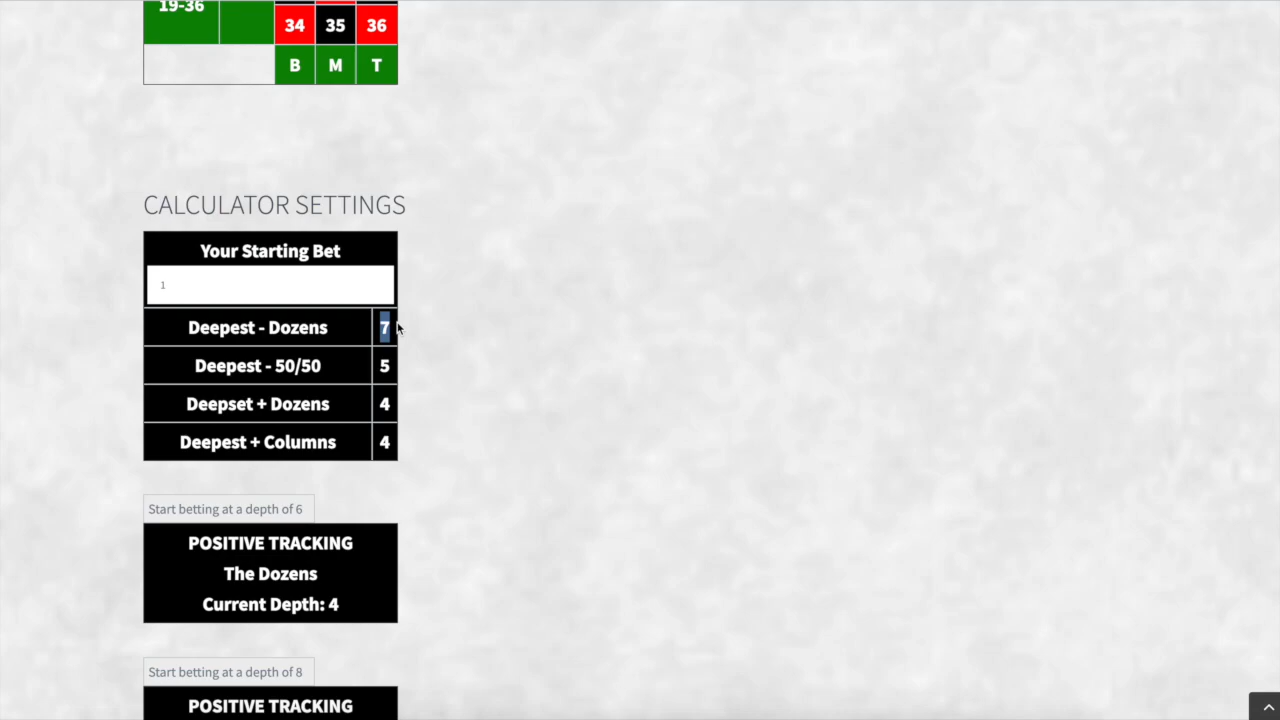 19-36
34 35 36
B M T
CALCULATOR SETTINGS
Your Starting Bet
1
Deepest - Dozens 7
Deepest - 50/50 5
Deepset + Dozens 4
Deepest + Columns 4
Start betting at a depth of 6
POSITIVE TRACKING
The Dozens
Current Depth: 4
Start betting at a depth of 8
POSITIVE TRACKING